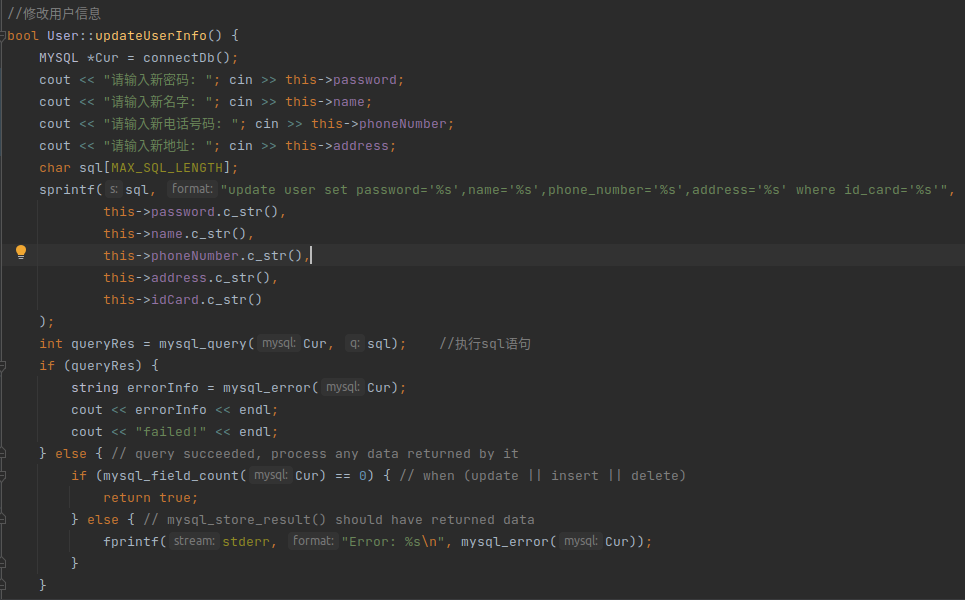 //修改用户信息
bool User::updateUserInfo() {
    MYSQL *Cur = connectDb();
    cout << "请输入新密码: "; cin >> this->password;
    cout << "请输入新名字: "; cin >> this->name;
    cout << "请输入新电话号码: "; cin >> this->phoneNumber;
    cout << "请输入新地址: "; cin >> this->address;
    char sql[MAX_SQL_LENGTH];
    sprintf( s: sql, format: "update user set password='%s',name='%s',phone_number='%s',address='%s' where id_card='%s'",
            this->password.c_str(),
            this->name.c_str(),
            this->phoneNumber.c_str(),
            this->address.c_str(),
            this->idCard.c_str()
    );
    int queryRes = mysql_query( mysql: Cur, q: sql);    //执行sql语句
    if (queryRes) {
        string errorInfo = mysql_error( mysql: Cur);
        cout << errorInfo << endl;
        cout << "failed!" << endl;
    } else { // query succeeded, process any data returned by it
        if (mysql_field_count( mysql: Cur) == 0) { // when (update || insert || delete)
            return true;
        } else { // mysql_store_result() should have returned data
            fprintf( stream: stderr, format: "Error: %s\n", mysql_error( mysql: Cur));
        }
    }